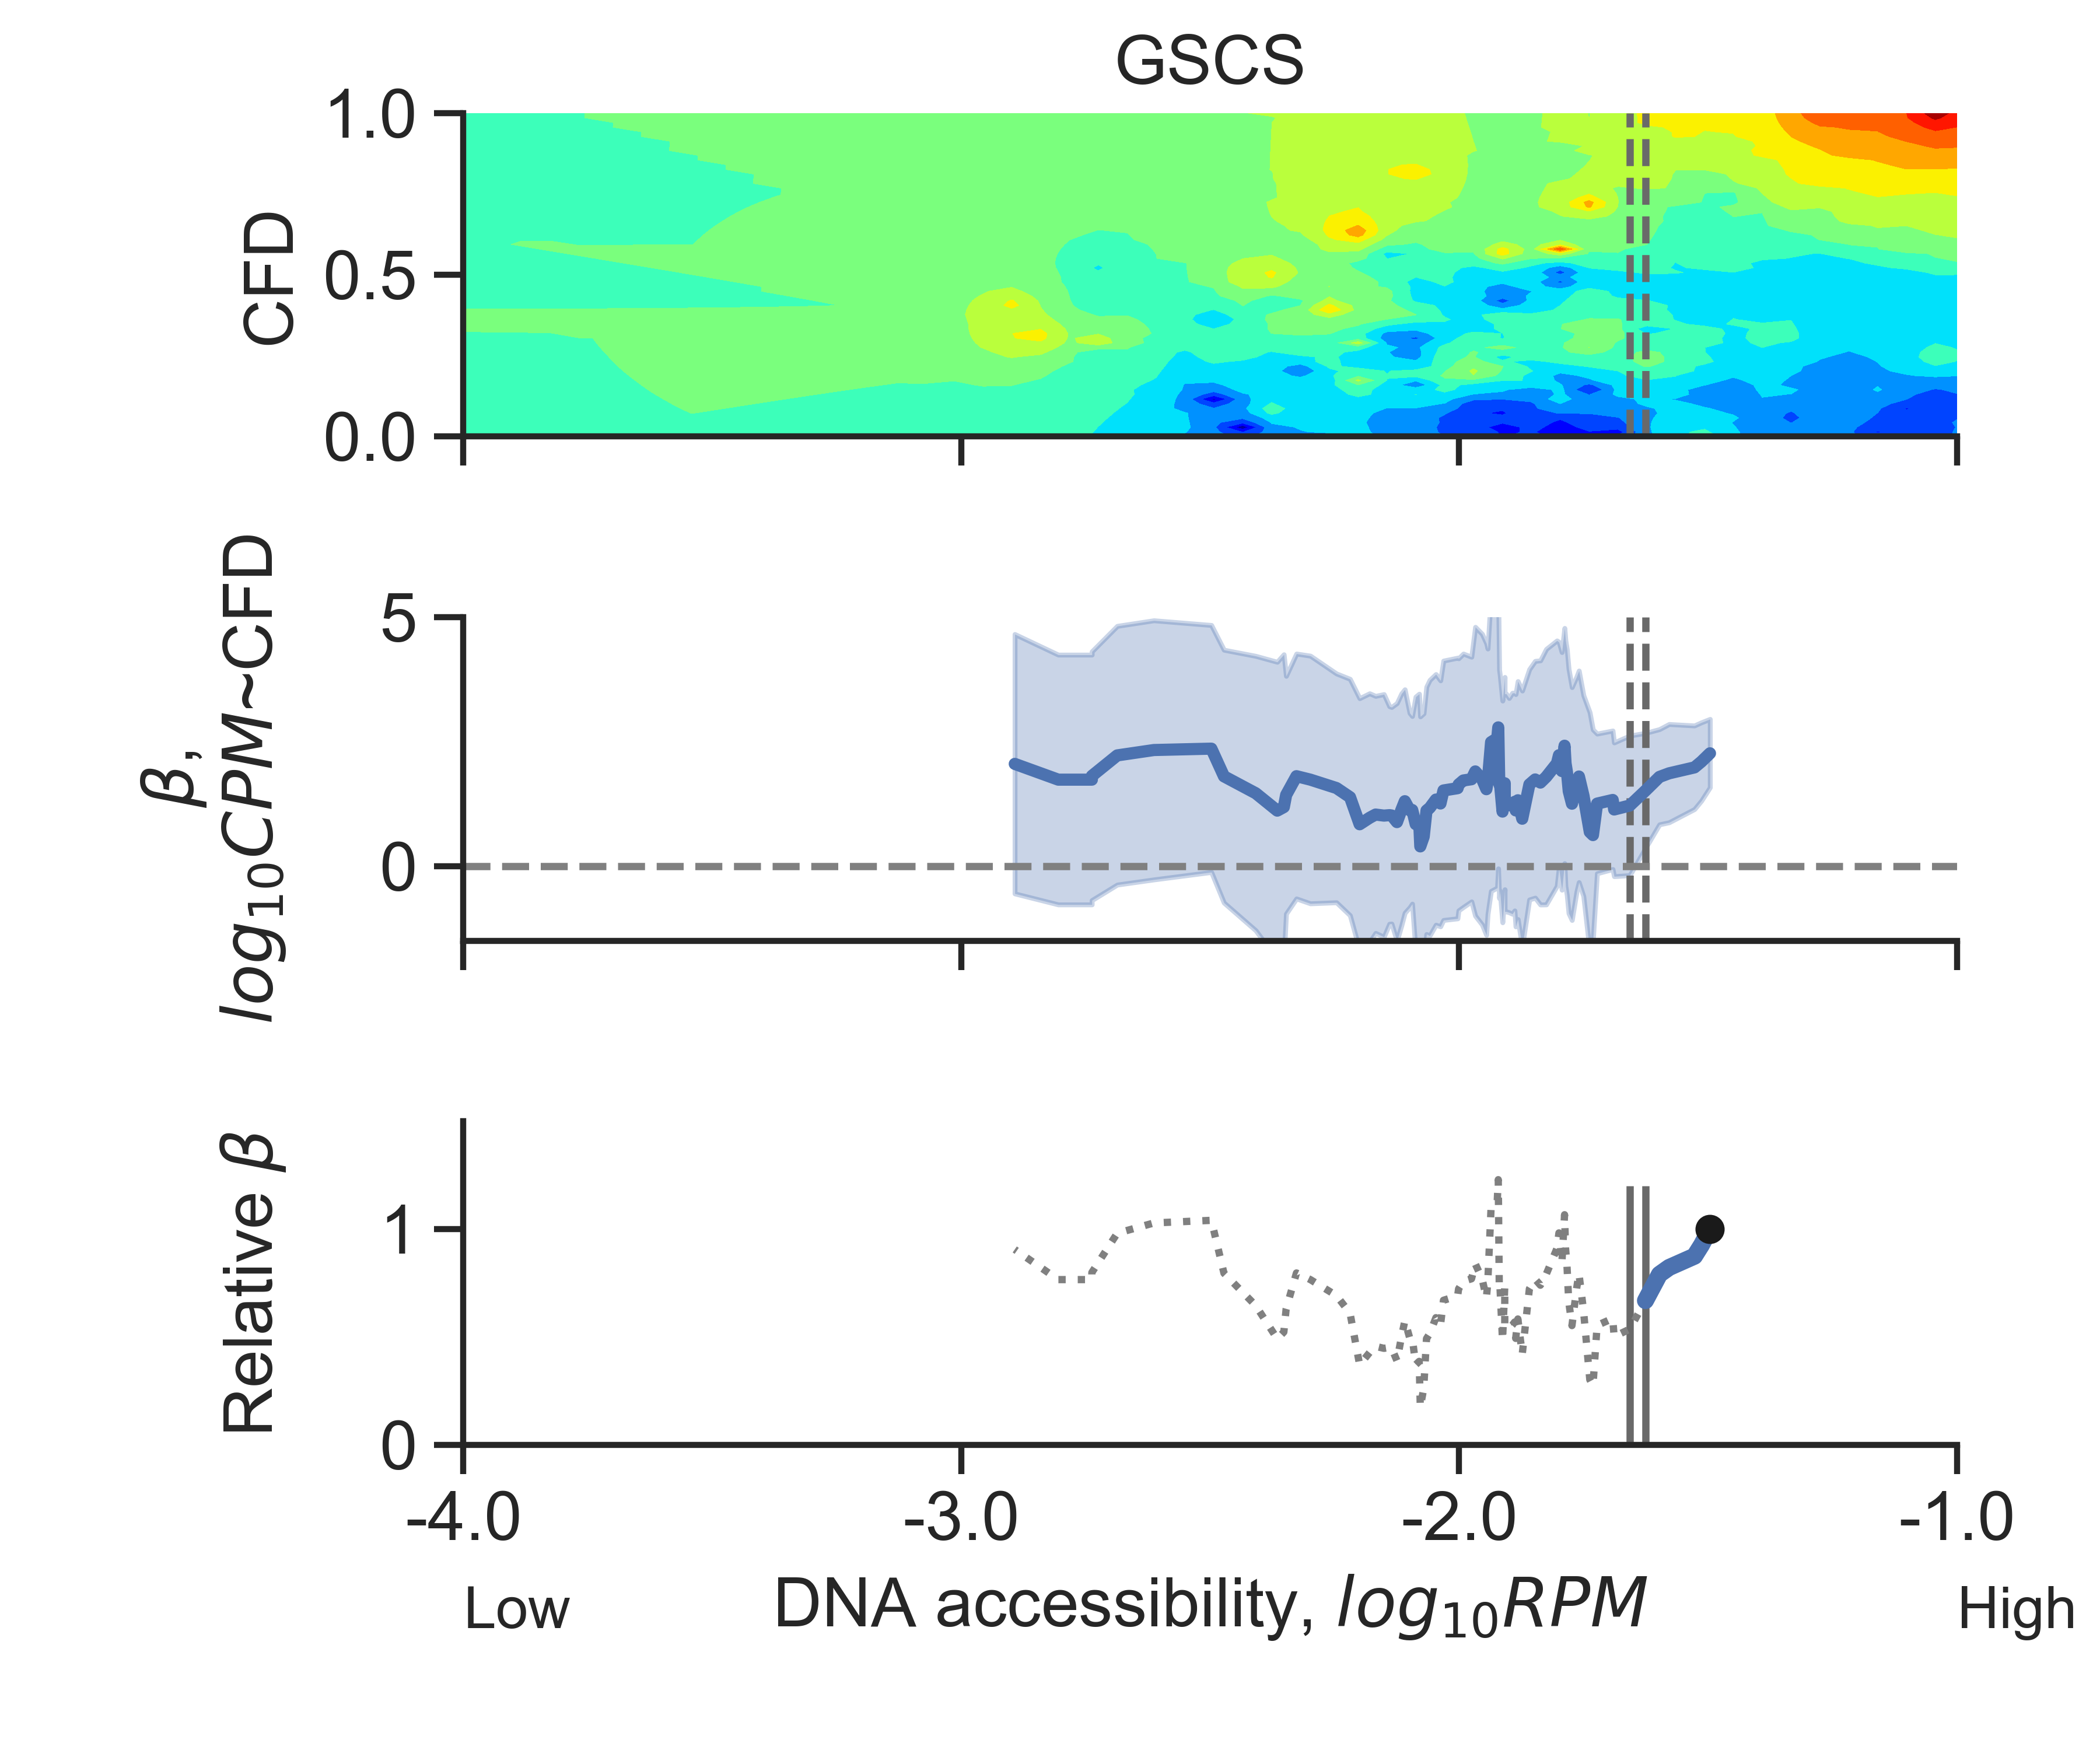 GSCS
CFD
1.0
0.5
0.0
β,
log₁₀CPM~CFD
5
0
Relative β
1
0
-4.0 -3.0 -2.0 -1.0
Low DNA accessibility, log₁₀RPM High